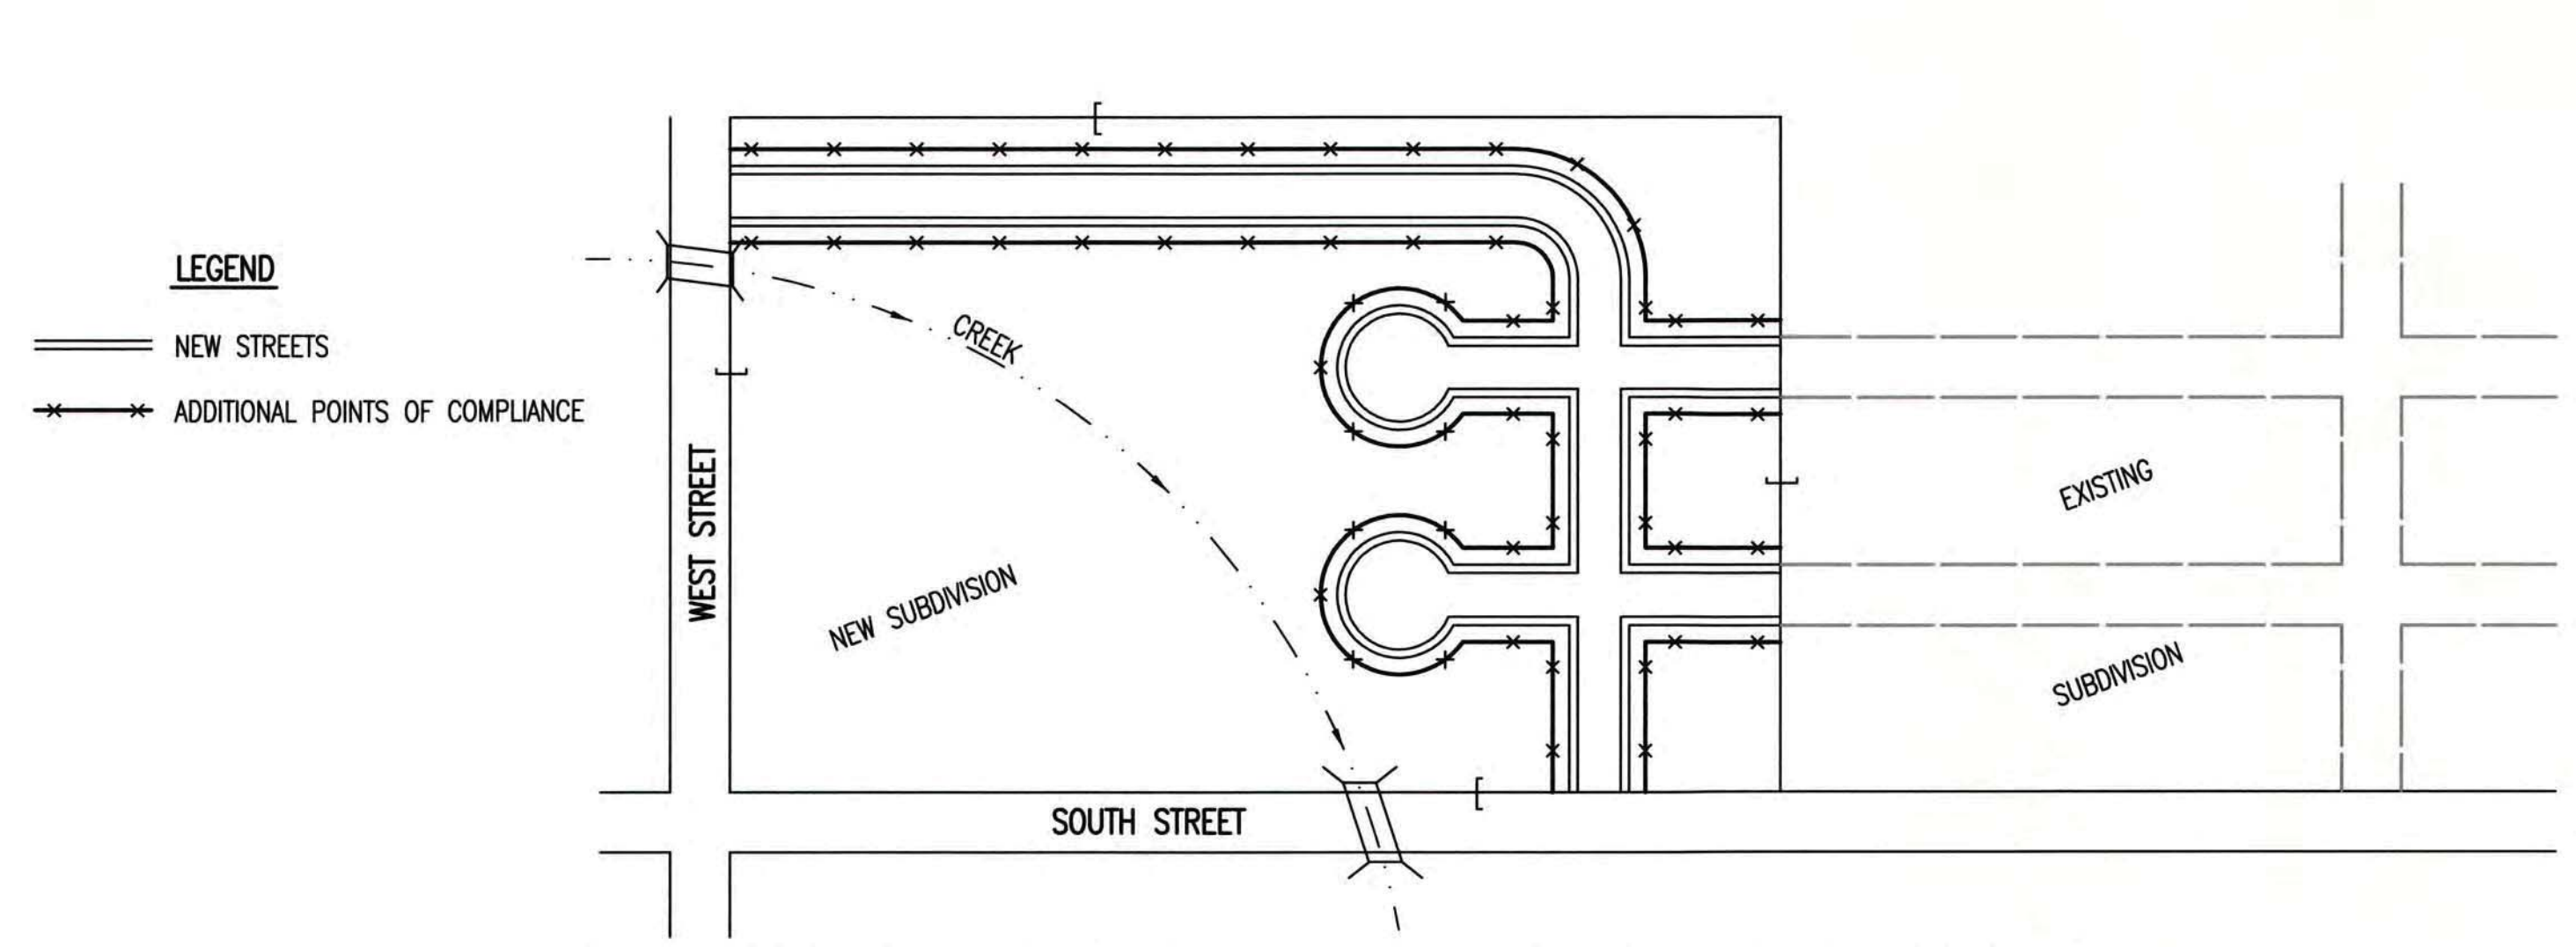 LEGEND
NEW STREETS
ADDITIONAL POINTS OF COMPLIANCE
CREEK
WEST STREET
NEW SUBDIVISION
SOUTH STREET
EXISTING
SUBDIVISION